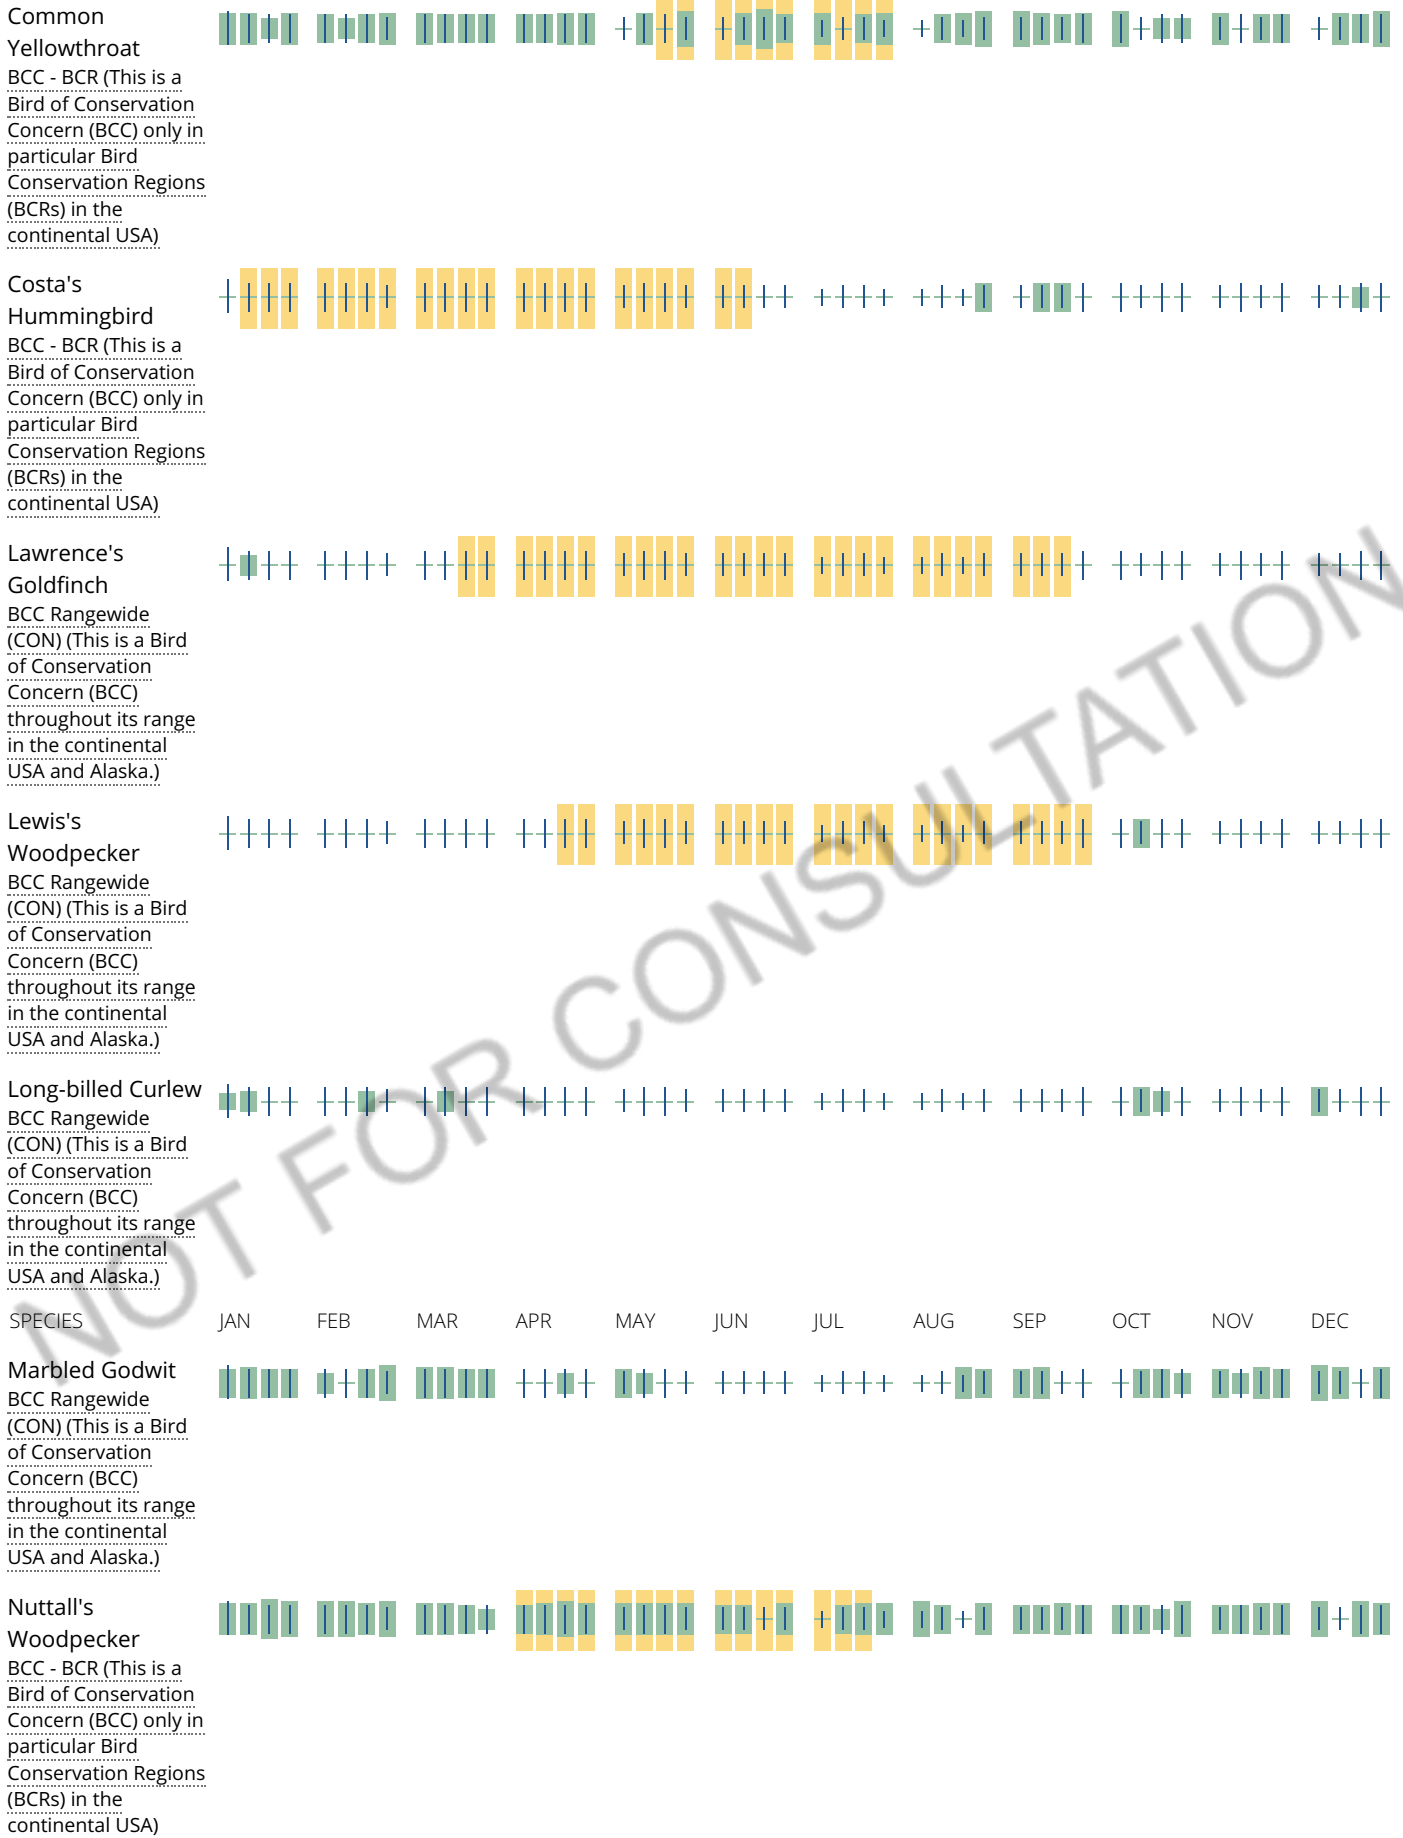 Common
Yellowthroat
BCC - BCR (This is a
Bird of Conservation
Concern (BCC) only in
particular Bird
Conservation Regions
(BCRs) in the
continental USA)
Costa's
Hummingbird
BCC - BCR (This is a
Bird of Conservation
Concern (BCC) only in
particular Bird
Conservation Regions
(BCRs) in the
continental USA)
Lawrence's
Goldfinch
BCC Rangewide
(CON) (This is a Bird
of Conservation
Concern (BCC)
throughout its range
in the continental
USA and Alaska.)
Lewis's
Woodpecker
BCC Rangewide
(CON) (This is a Bird
of Conservation
Concern (BCC)
throughout its range
in the continental
USA and Alaska.)
Long-billed Curlew
BCC Rangewide
(CON) (This is a Bird
of Conservation
Concern (BCC)
throughout its range
in the continental
USA and Alaska.)
SPECIES JAN FEB MAR APR MAY JUN JUL AUG SEP OCT NOV DEC
Marbled Godwit
BCC Rangewide
(CON) (This is a Bird
of Conservation
Concern (BCC)
throughout its range
in the continental
USA and Alaska.)
Nuttall's
Woodpecker
BCC - BCR (This is a
Bird of Conservation
Concern (BCC) only in
particular Bird
Conservation Regions
(BCRs) in the
continental USA)
NOT FOR CONSULTATION